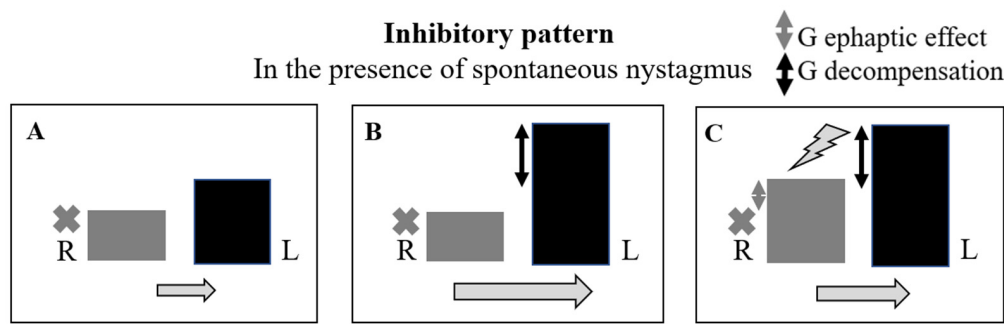 Inhibitory pattern
In the presence of spontaneous nystagmus
G ephaptic effect
G decompensation
A
R
L
B
R
L
C
R
L